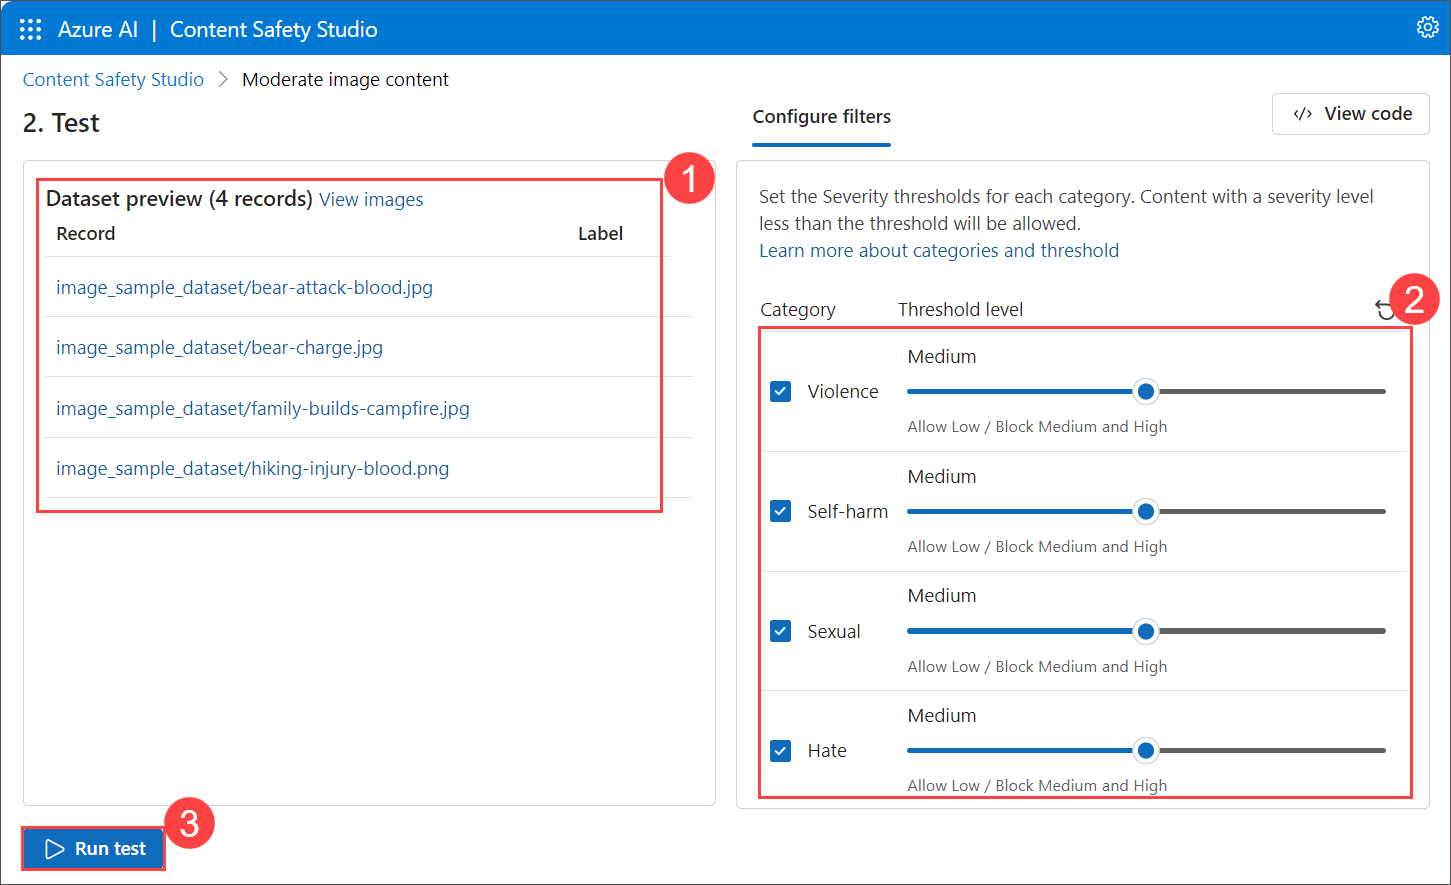 Azure AI | Content Safety Studio
Content Safety Studio > Moderate image content
2. Test
Configure filters
</> View code
1
Dataset preview (4 records) View images
Record Label
image_sample_dataset/bear-attack-blood.jpg
image_sample_dataset/bear-charge.jpg
image_sample_dataset/family-builds-campfire.jpg
image_sample_dataset/hiking-injury-blood.png
Set the Severity thresholds for each category. Content with a severity level
less than the threshold will be allowed.
Learn more about categories and threshold
2
Category Threshold level
Medium
Violence
Allow Low / Block Medium and High
Medium
Self-harm
Allow Low / Block Medium and High
Medium
Sexual
Allow Low / Block Medium and High
Medium
Hate
Allow Low / Block Medium and High
3
Run test